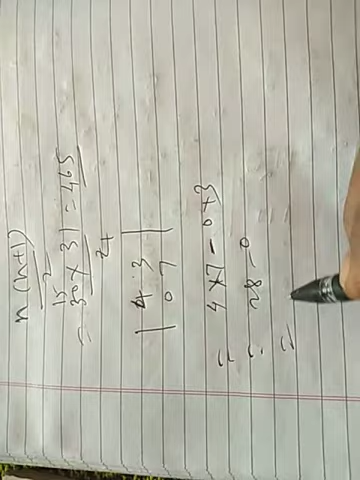 n(n+1)
2
= 30 15 × 31 = 465
2
| 4 3 |
| 0 7 |
= 4 × 7 - 0 + 3
= 28 - 0
=